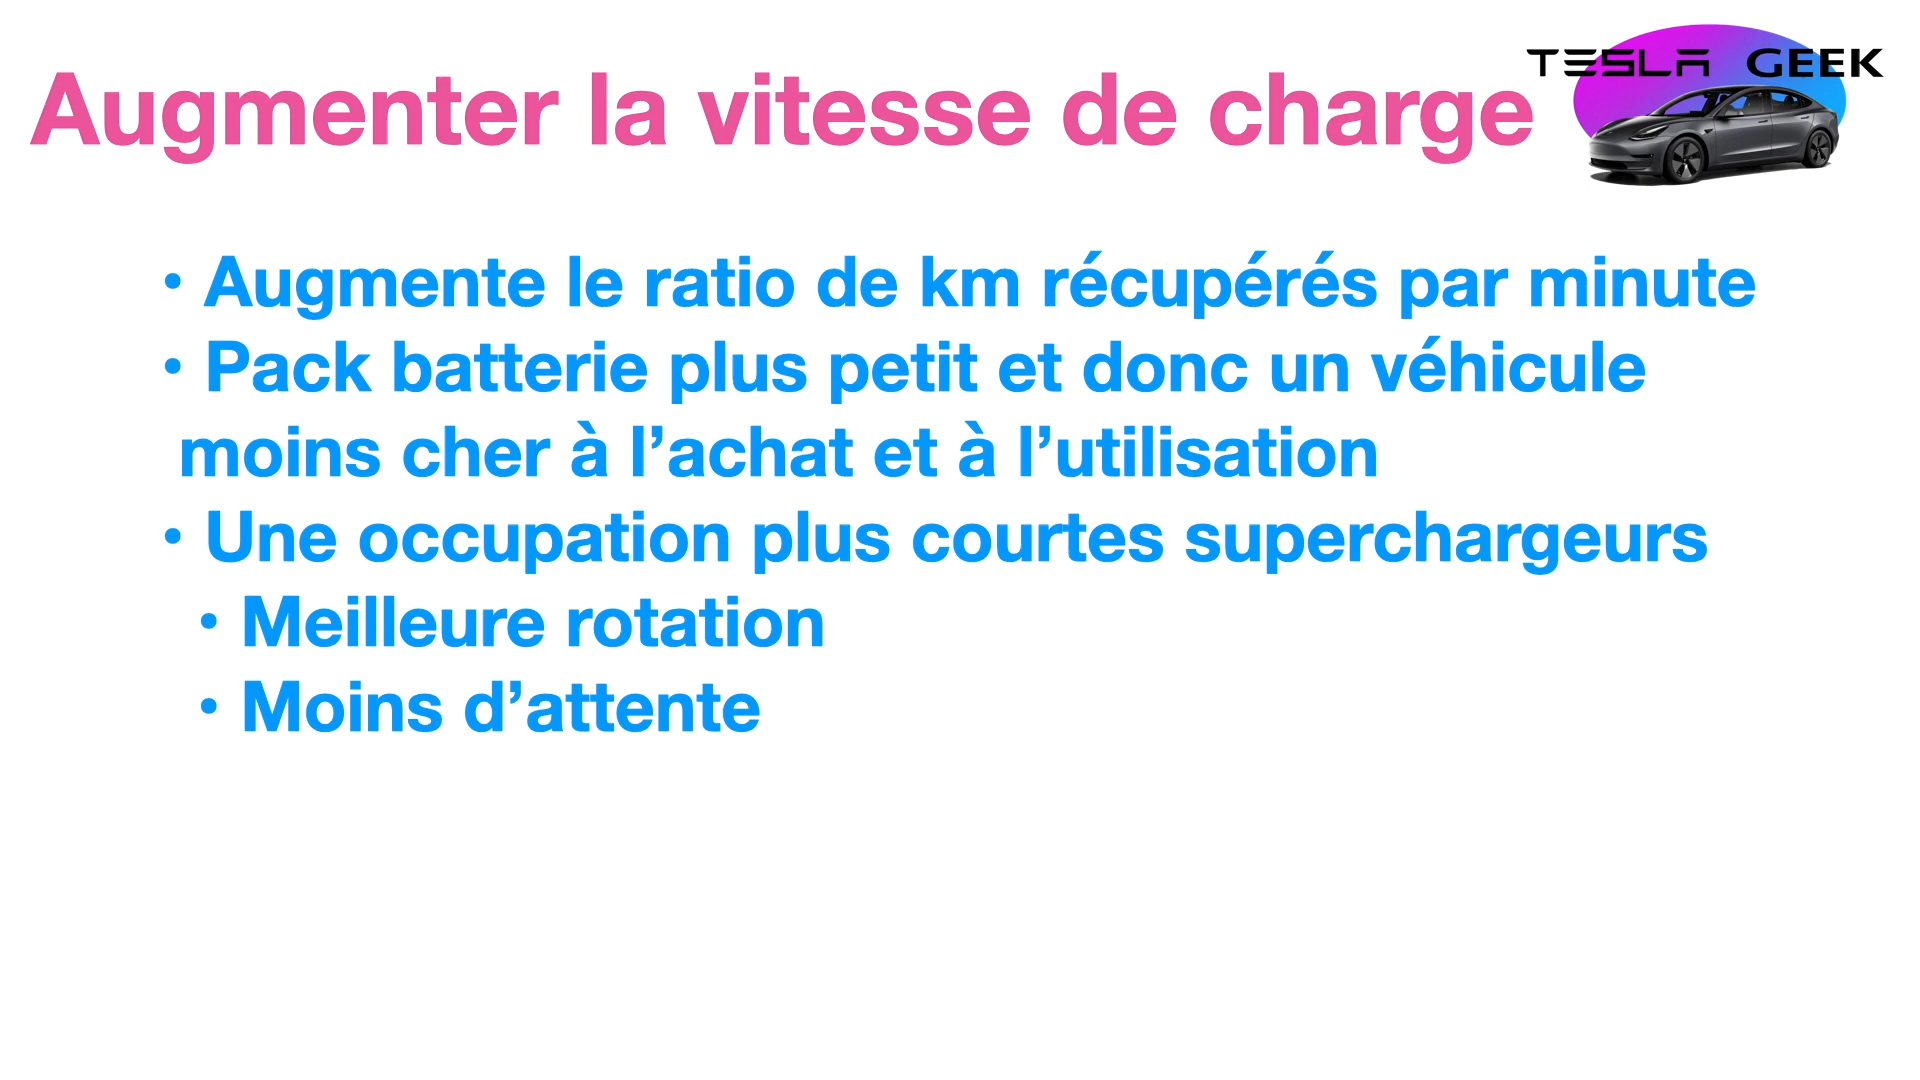 TESLA GEEK
Augmenter la vitesse de charge
• Augmente le ratio de km récupérés par minute
• Pack batterie plus petit et donc un véhicule
moins cher à l’achat et à l’utilisation
• Une occupation plus courtes superchargeurs
• Meilleure rotation
• Moins d’attente